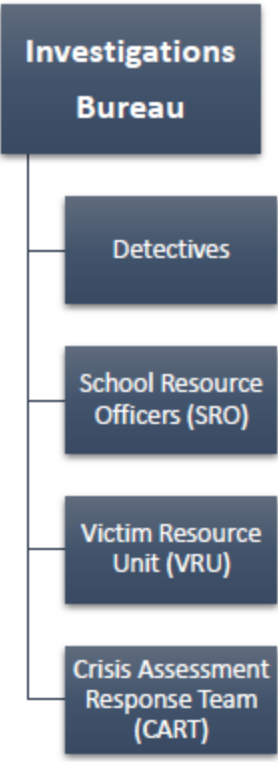 Investigations
Bureau
Detectives
School Resource
Officers (SRO)
Victim Resource
Unit (VRU)
Crisis Assessment
Response Team
(CART)